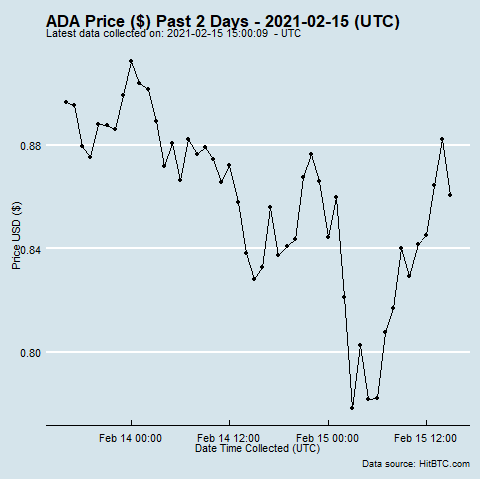 ADA Price ($) Past 2 Days - 2021-02-15 (UTC)
Latest data collected on: 2021-02-15 15:00:09 - UTC
Price USD ($)
0.88
0.84
0.80
Feb 14 00:00
Feb 14 12:00
Feb 15 00:00
Feb 15 12:00
Date Time Collected (UTC)
Data source: HitBTC.com